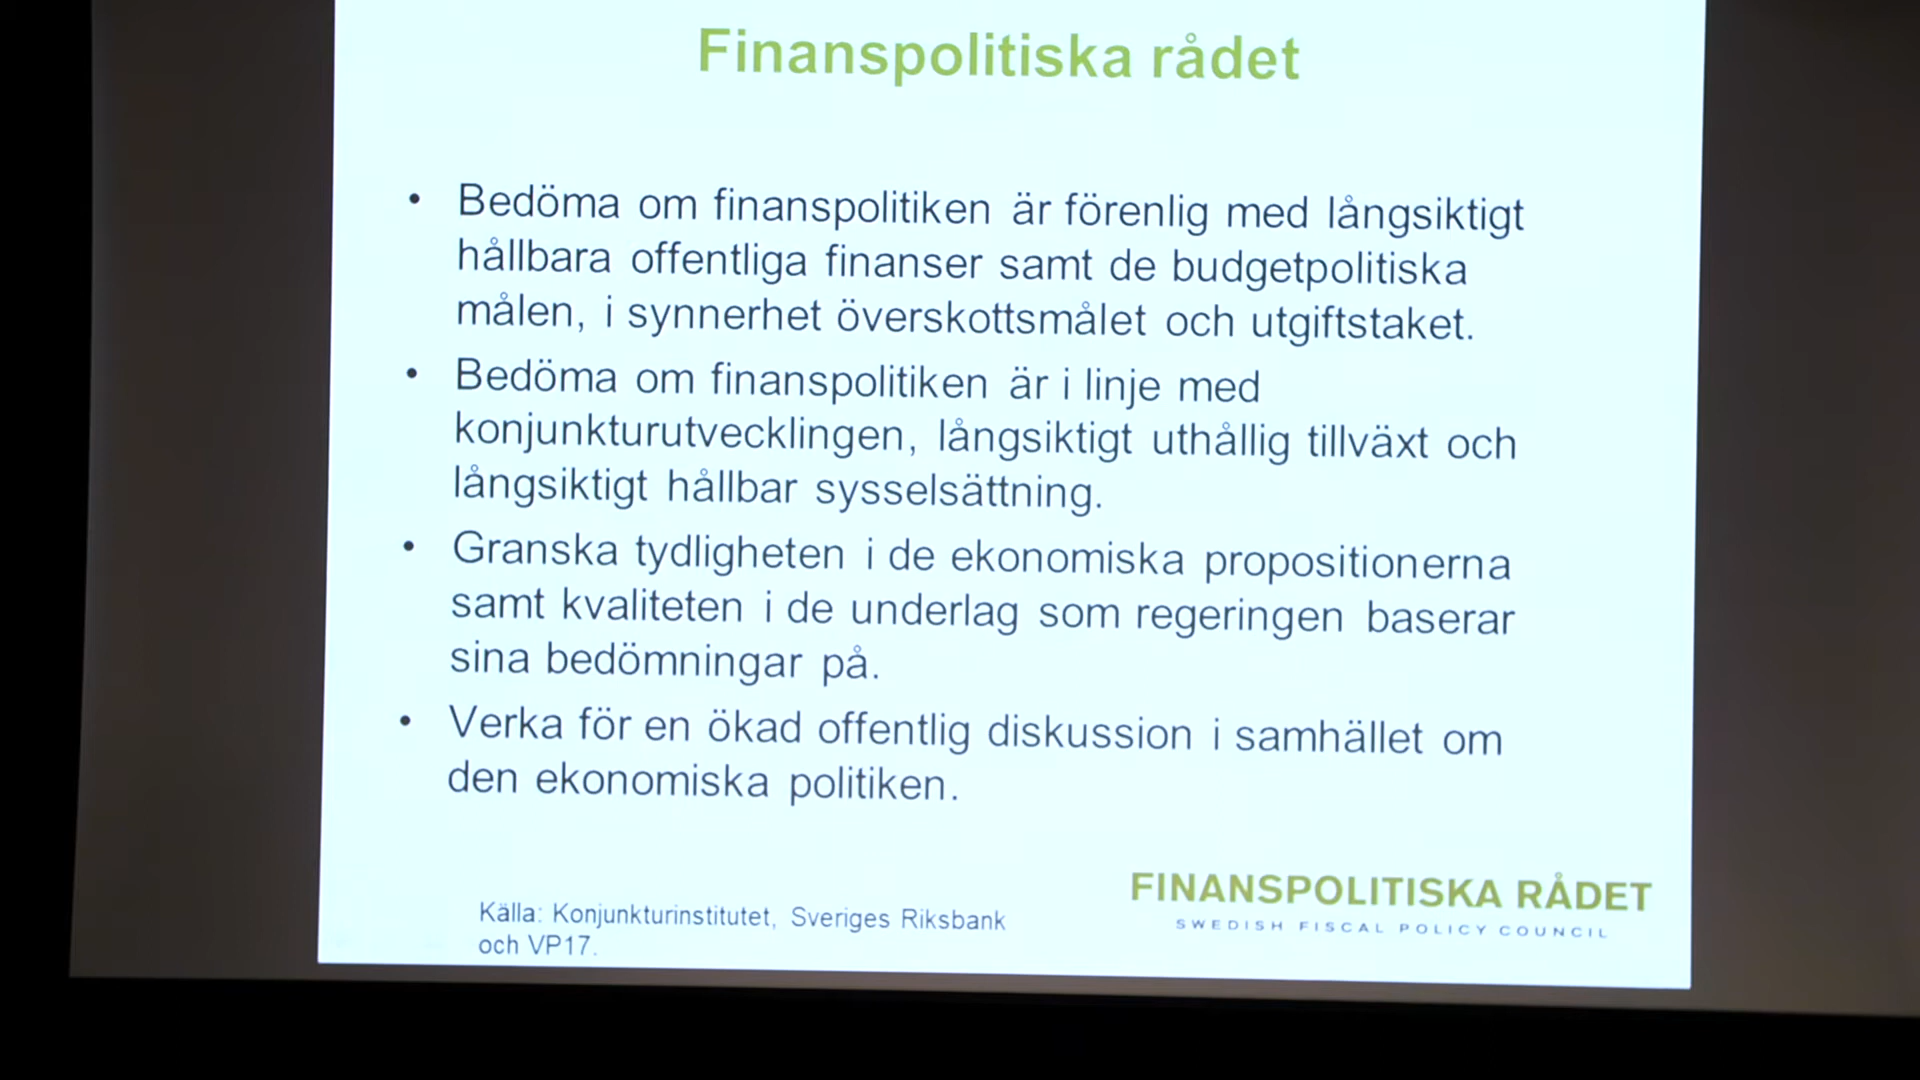 Finanspolitiska rådet
• Bedöma om finanspolitiken är förenlig med långsiktigt
hållbara offentliga finanser samt de budgetpolitiska
målen, i synnerhet överskottsmålet och utgiftstaket.
• Bedöma om finanspolitiken är i linje med
konjunkturutvecklingen, långsiktigt uthållig tillväxt och
långsiktigt hållbar sysselsättning.
• Granska tydligheten i de ekonomiska propositionerna
samt kvaliteten i de underlag som regeringen baserar
sina bedömningar på.
• Verka för en ökad offentlig diskussion i samhället om
den ekonomiska politiken.
Källa: Konjunkturinstitutet, Sveriges Riksbank
och VP17.
FINANSPOLITISKA RÅDET
SWEDISH FISCAL POLICY COUNCIL